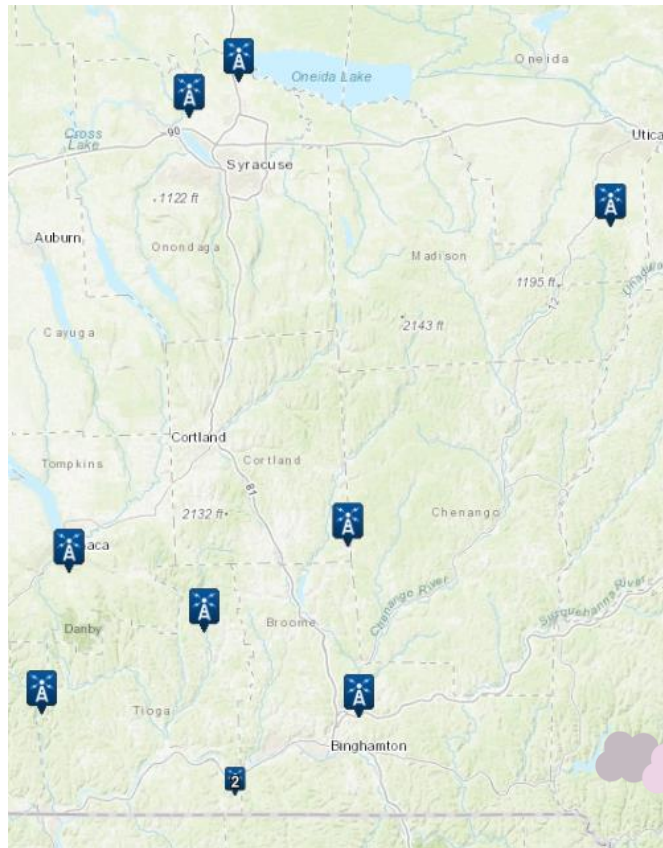 Oneida
Oneida Lake
Cross
Lake
90
Utica
Syracuse
1122 ft
Auburn
Onondaga
Madison
1195 ft
12
2143 ft
Cayuga
Cortland
Tompkins
Cortland
81
2132 ft
Chenango
aca
Chenango River
Susquehanna River
Broome
Danby
Tioga
Binghamton
2